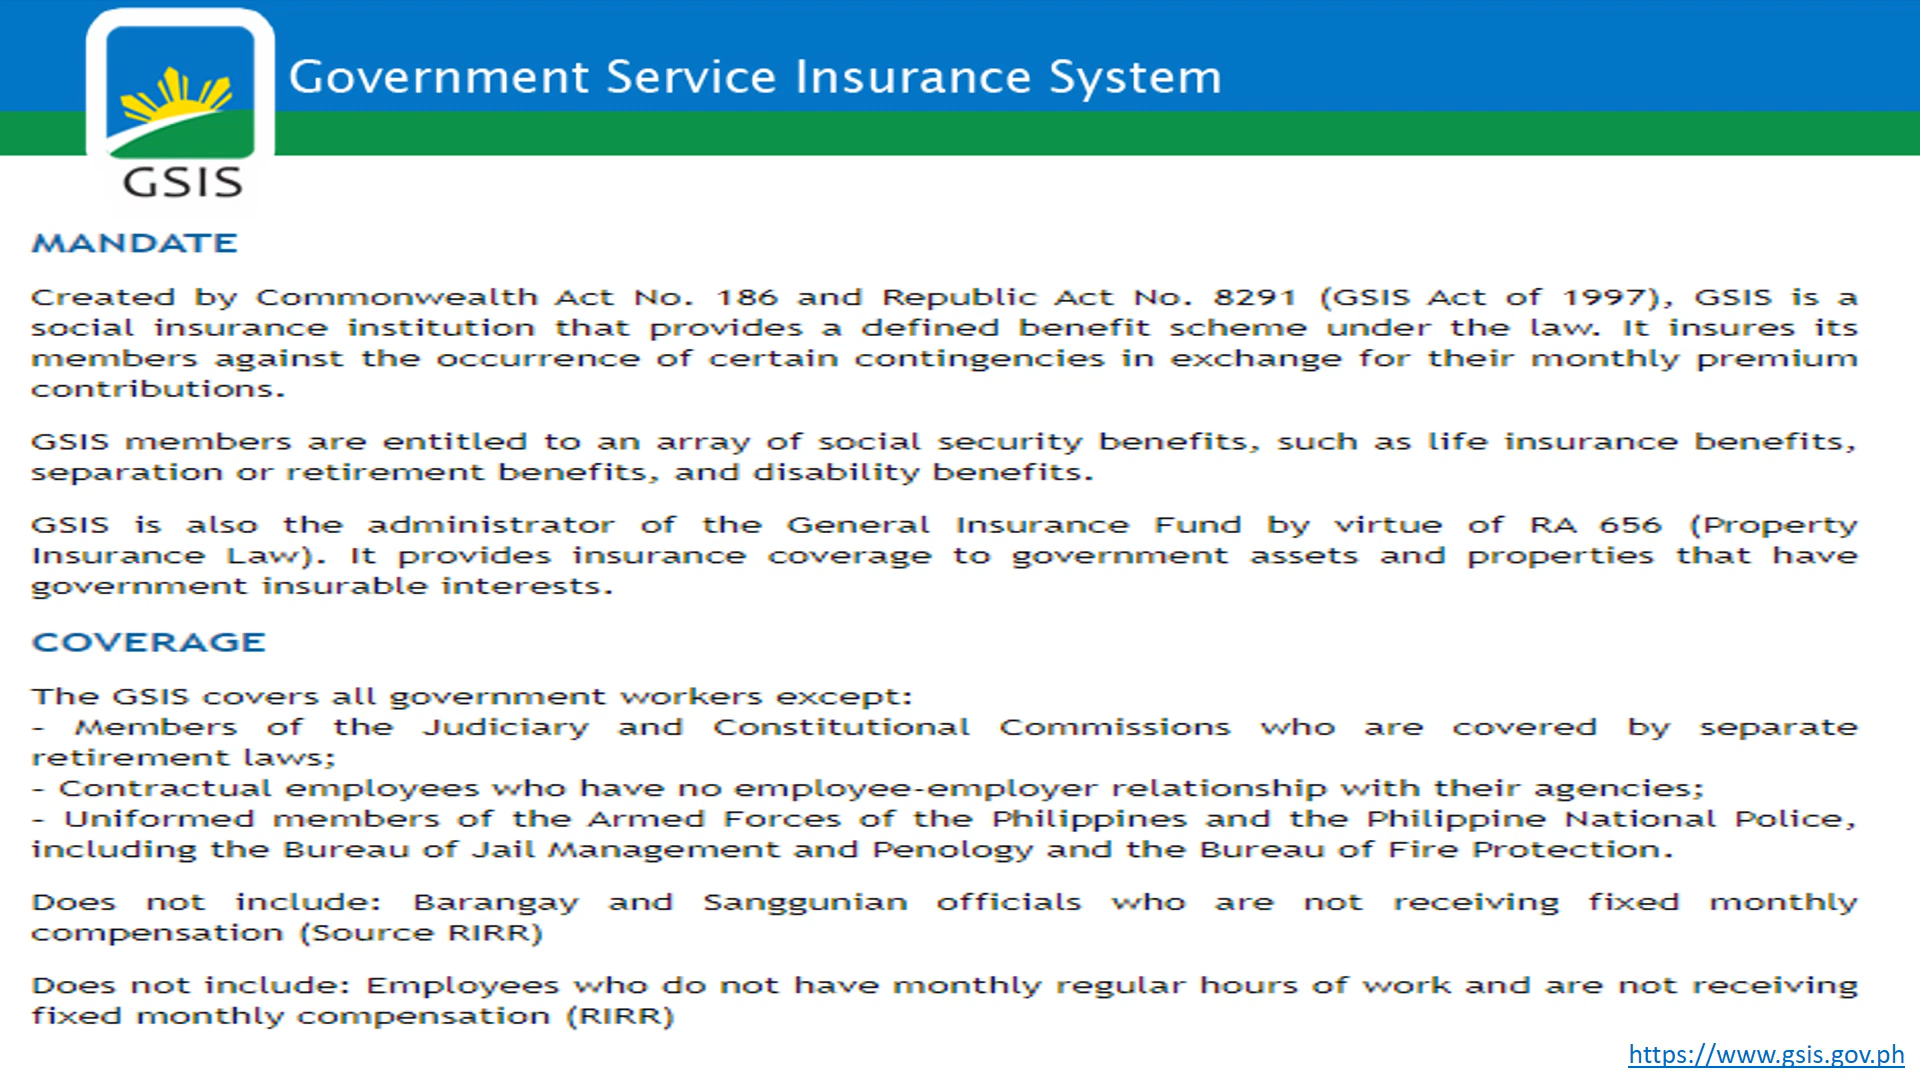 Government Service Insurance System
GSIS
MANDATE
Created by Commonwealth Act No. 186 and Republic Act No. 8291 (GSIS Act of 1997), GSIS is a
social insurance institution that provides a defined benefit scheme under the law. It insures its
members against the occurrence of certain contingencies in exchange for their monthly premium
contributions.
GSIS members are entitled to an array of social security benefits, such as life insurance benefits,
separation or retirement benefits, and disability benefits.
GSIS is also the administrator of the General Insurance Fund by virtue of RA 656 (Property
Insurance Law). It provides insurance coverage to government assets and properties that have
government insurable interests.
COVERAGE
The GSIS covers all government workers except:
- Members of the Judiciary and Constitutional Commissions who are covered by separate
retirement laws;
- Contractual employees who have no employee-employer relationship with their agencies;
- Uniformed members of the Armed Forces of the Philippines and the Philippine National Police,
including the Bureau of Jail Management and Penology and the Bureau of Fire Protection.
Does not include: Barangay and Sanggunian officials who are not receiving fixed monthly
compensation (Source RIRR)
Does not include: Employees who do not have monthly regular hours of work and are not receiving
fixed monthly compensation (RIRR)
https://www.gsis.gov.ph